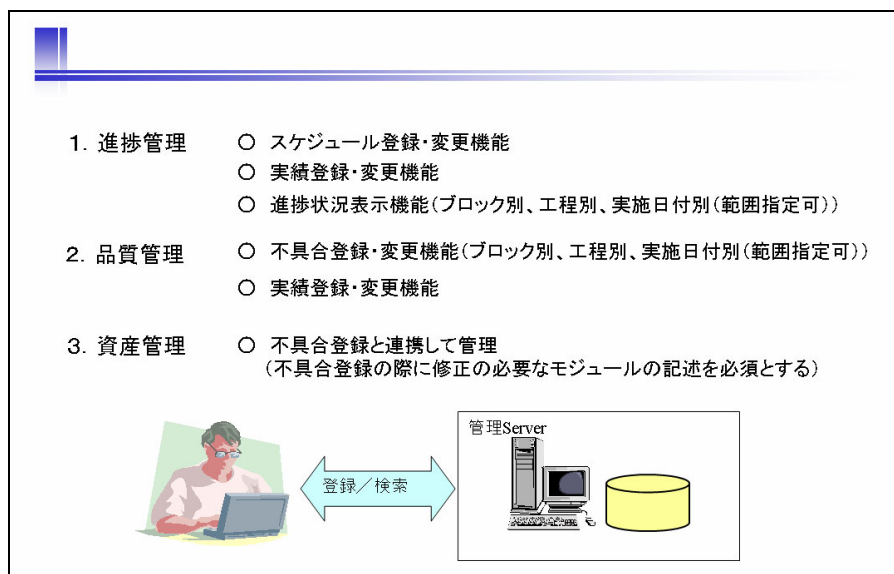 1. 進捗管理
○ スケジュール登録・変更機能
○ 実績登録・変更機能
○ 進捗状況表示機能(ブロック別、工程別、実施日付別(範囲指定可))
2. 品質管理
○ 不具合登録・変更機能(ブロック別、工程別、実施日付別(範囲指定可))
○ 実績登録・変更機能
3. 資産管理
○ 不具合登録と連携して管理
(不具合登録の際に修正の必要なモジュールの記述を必須とする)
管理Server
登録／検索